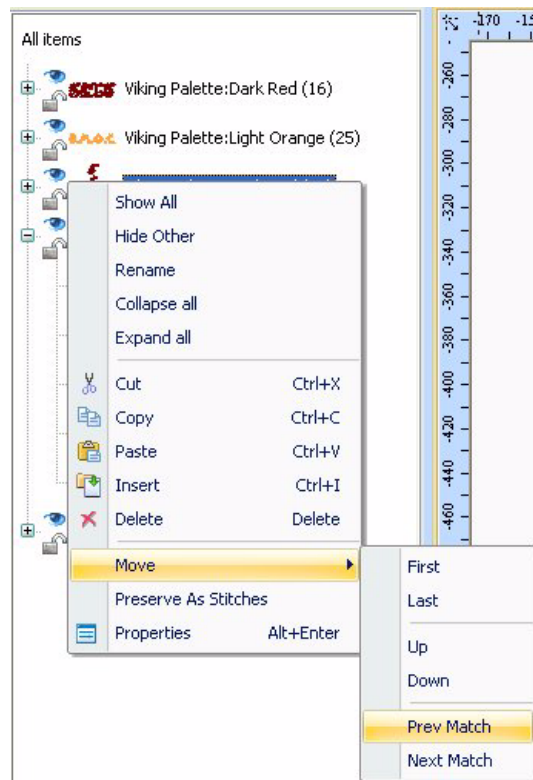 All items
-170 -15
Viking Palette:Dark Red (16)
Viking Palette:Light Orange (25)
-260
-280
-300
-320
-340
-360
-380
-400
-420
-440
-460
Show All
Hide Other
Rename
Collapse all
Expand all
Cut Ctrl+X
Copy Ctrl+C
Paste Ctrl+V
Insert Ctrl+I
Delete Delete
Move
Preserve As Stitches
Properties Alt+Enter
First
Last
Up
Down
Prev Match
Next Match